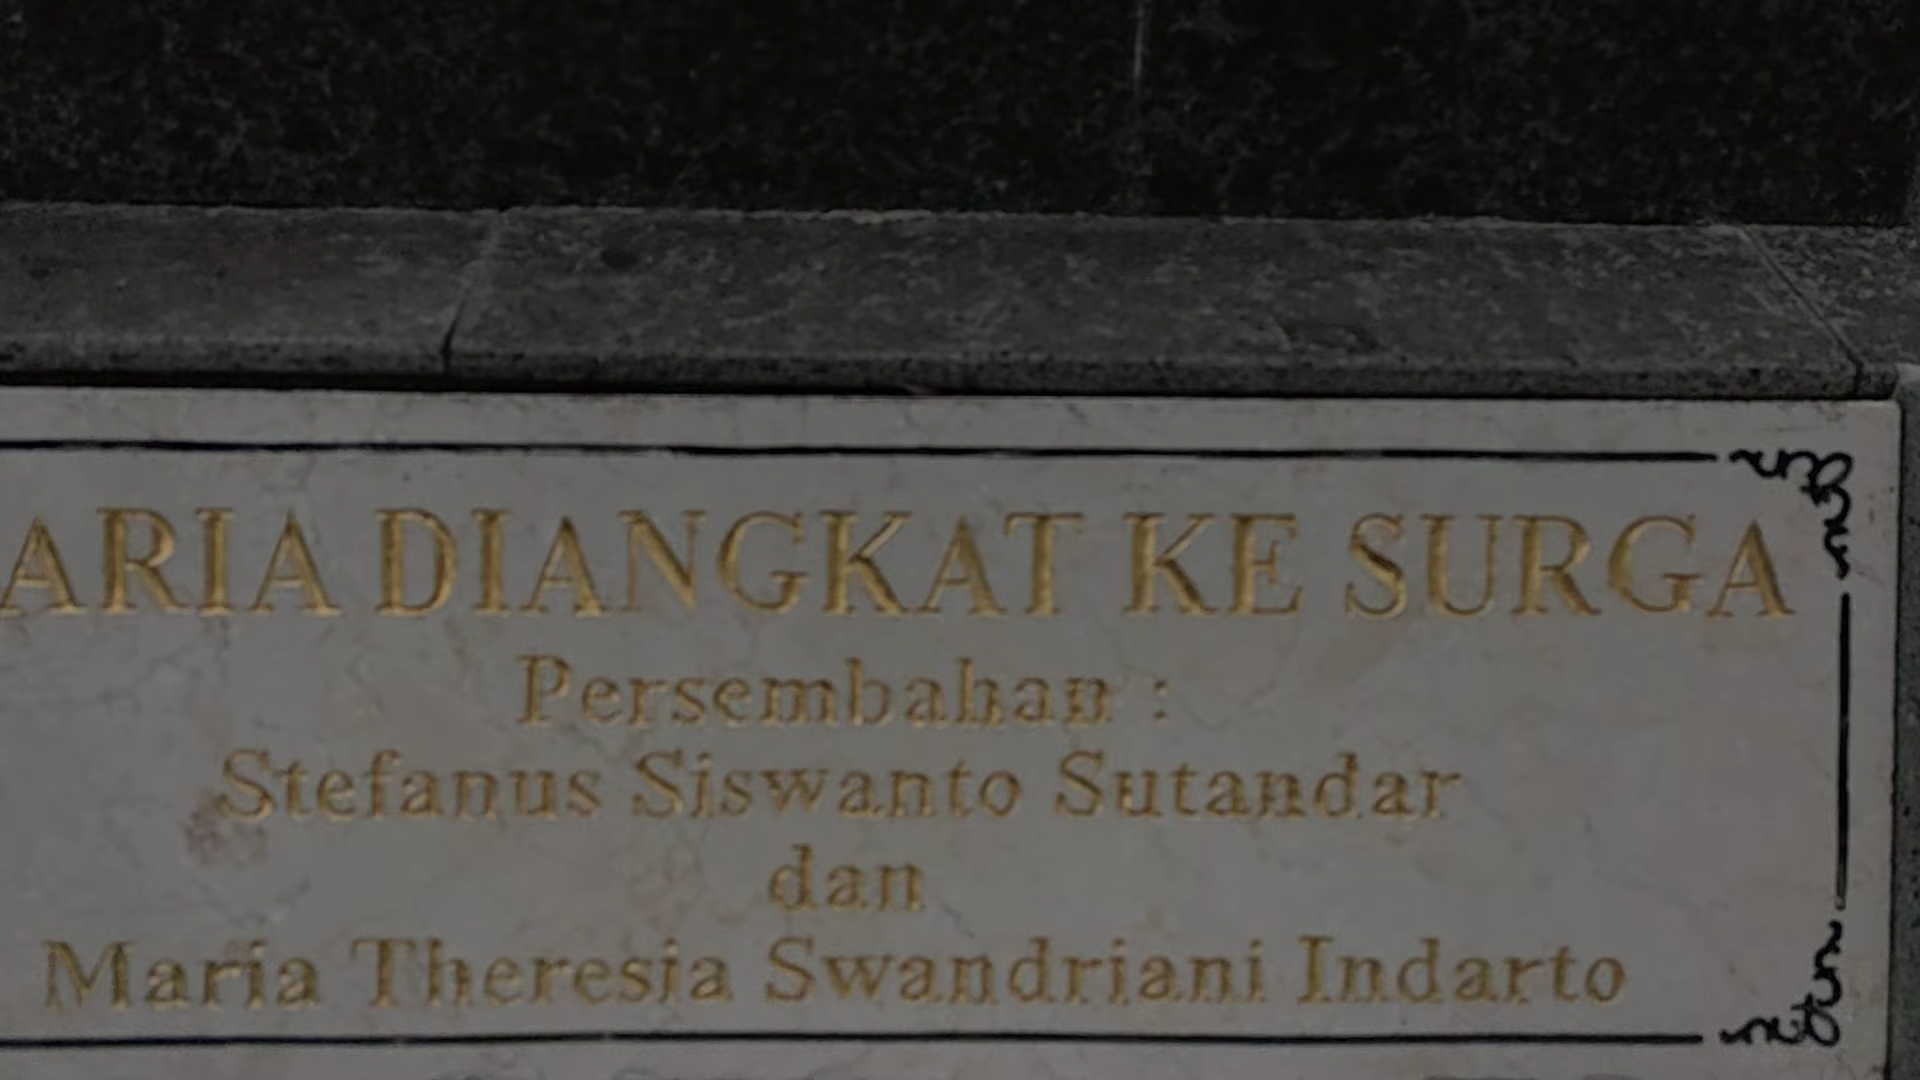 ARIA DIANGKAT KE SURGA
Persembahan :
Stefanus Siswanto Sutandar
dan
Maria Theresia Swandriani Indarto